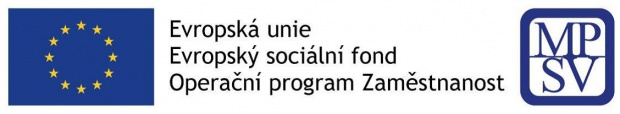 Evropská unie
Evropský sociální fond
Operační program Zaměstnanost
MP
SV